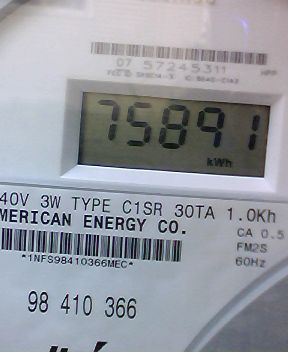 07 57245311
75891
kWh
40V 3W TYPE C1SR 30TA 1.0Kh
MERICAN ENERGY CO.
CA 0.5
FM2S
*1NFS98410366MEC*
60Hz
98 410 366